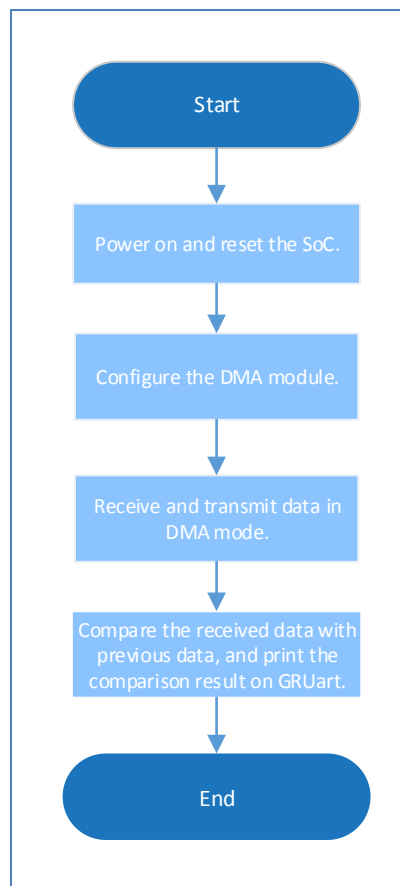 Start
Power on and reset the SoC.
Configure the DMA module.
Receive and transmit data in
DMA mode.
Compare the received data with
previous data, and print the
comparison result on GRUart.
End